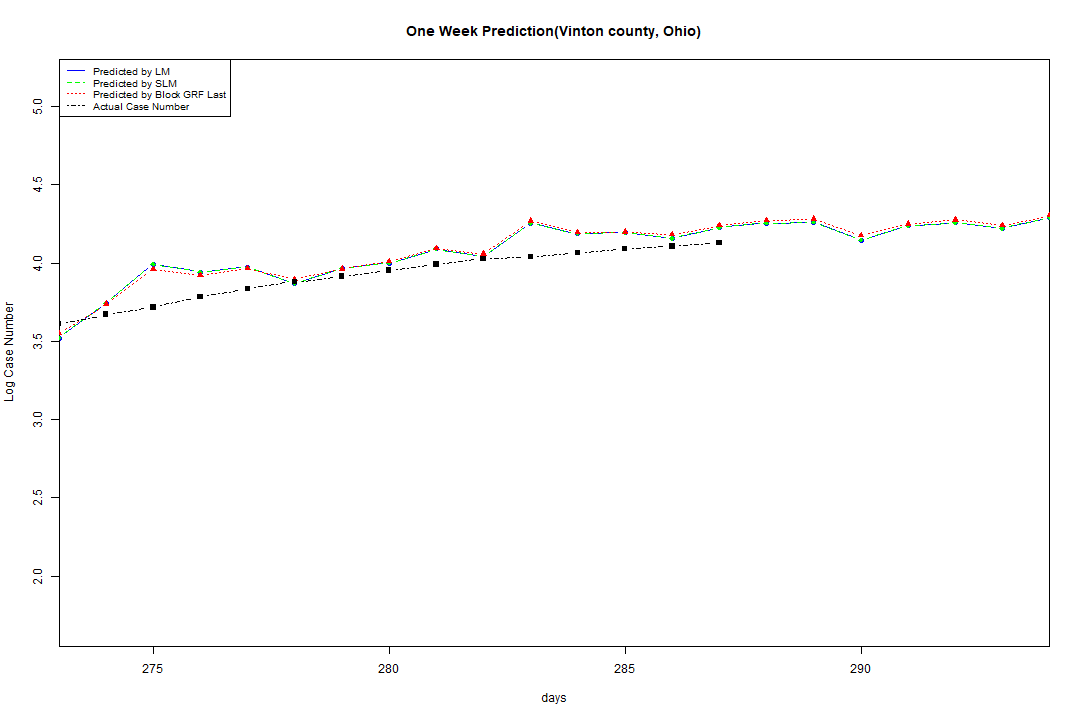 One Week Prediction(Vinton county, Ohio)
Predicted by LM
Predicted by SLM
Predicted by Block GRF Last
Actual Case Number
5.0
4.5
4.0
3.5
3.0
2.5
2.0
Log Case Number
275 280 285 290
days